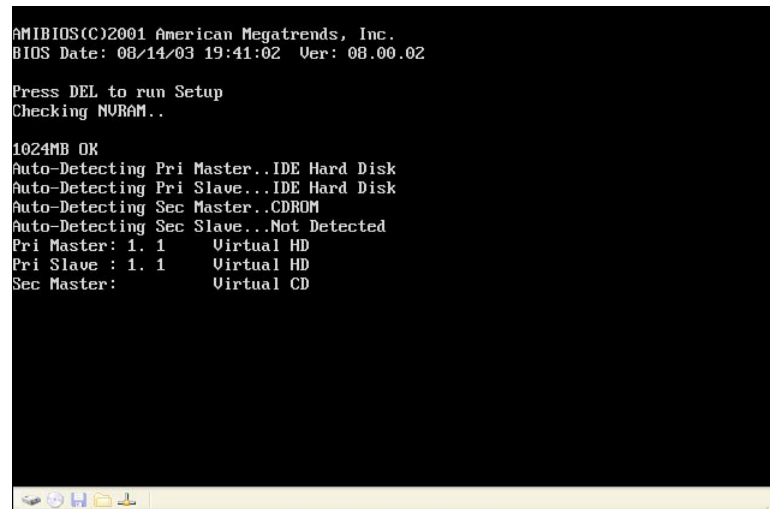 AMIBIOS(C)2001 American Megatrends, Inc.
BIOS Date: 08/14/03 19:41:02  Ver: 08.00.02
Press DEL to run Setup
Checking NVRAM..
1024MB OK
Auto-Detecting Pri Master..IDE Hard Disk
Auto-Detecting Pri Slave...IDE Hard Disk
Auto-Detecting Sec Master..CDROM
Auto-Detecting Sec Slave...Not Detected
Pri Master: 1. 1     Virtual HD
Pri Slave : 1. 1     Virtual HD
Sec Master:          Virtual CD